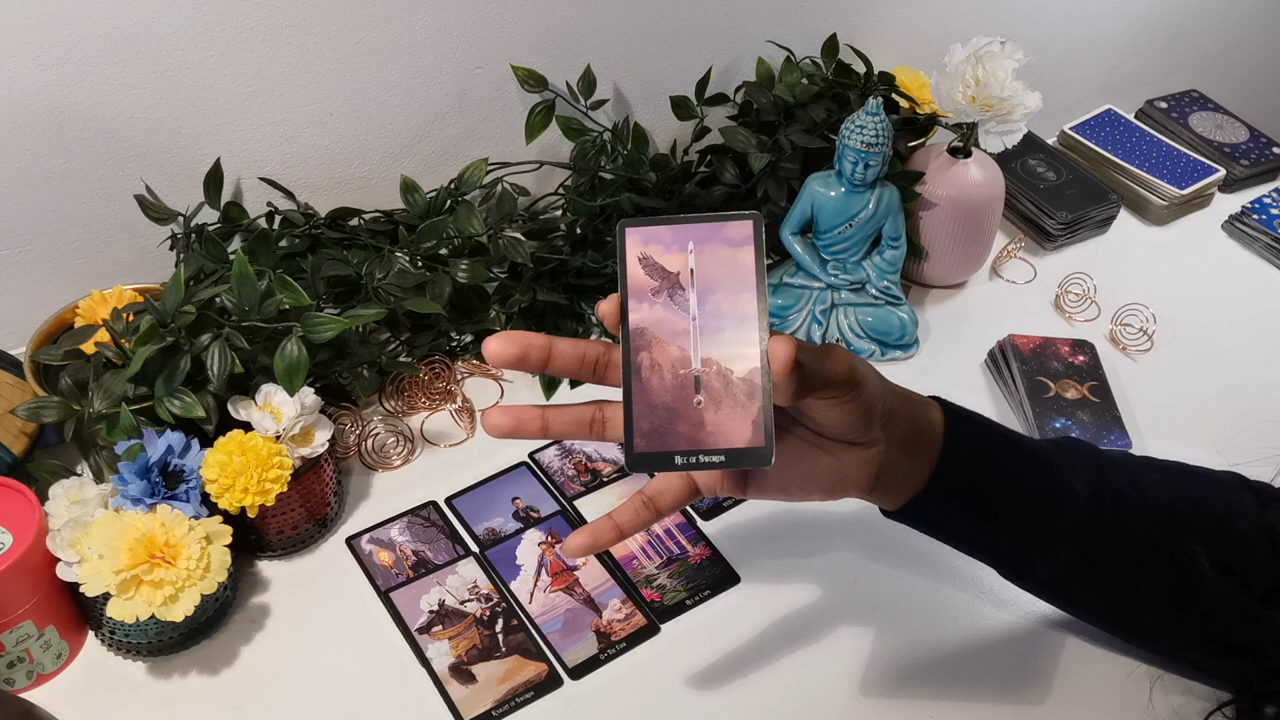 Ace of Swords
Knight of Swords
0 • The Fool
Ace of Cups